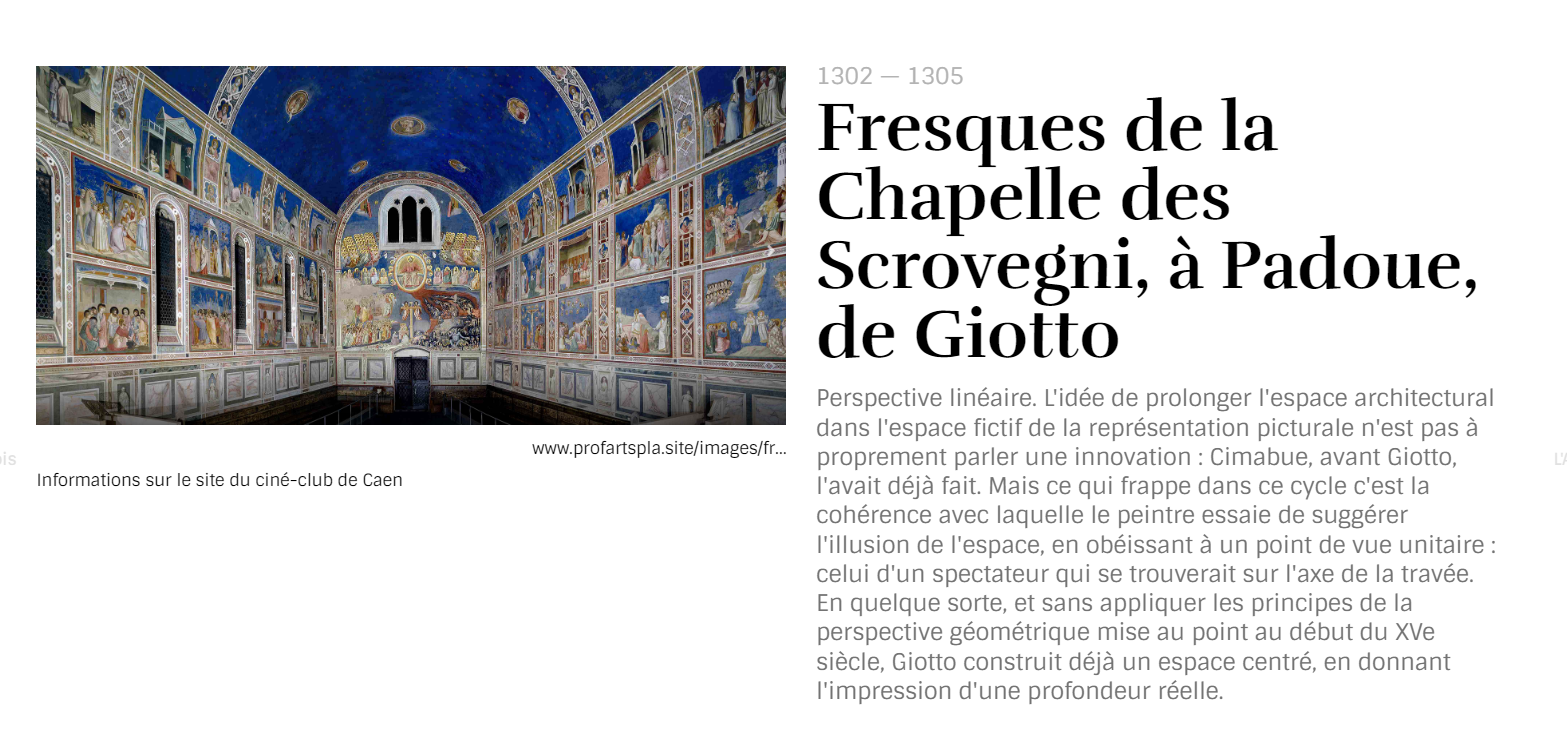 www.profartspla.site/images/fr...
Informations sur le site du ciné-club de Caen
1302 — 1305
Fresques de la
Chapelle des
Scrovegni, à Padoue,
de Giotto
Perspective linéaire. L'idée de prolonger l'espace architectural
dans l'espace fictif de la représentation picturale n'est pas à
proprement parler une innovation : Cimabue, avant Giotto,
l'avait déjà fait. Mais ce qui frappe dans ce cycle c'est la
cohérence avec laquelle le peintre essaie de suggérer
l'illusion de l'espace, en obéissant à un point de vue unitaire :
celui d'un spectateur qui se trouverait sur l'axe de la travée.
En quelque sorte, et sans appliquer les principes de la
perspective géométrique mise au point au début du XVe
siècle, Giotto construit déjà un espace centré, en donnant
l'impression d'une profondeur réelle.